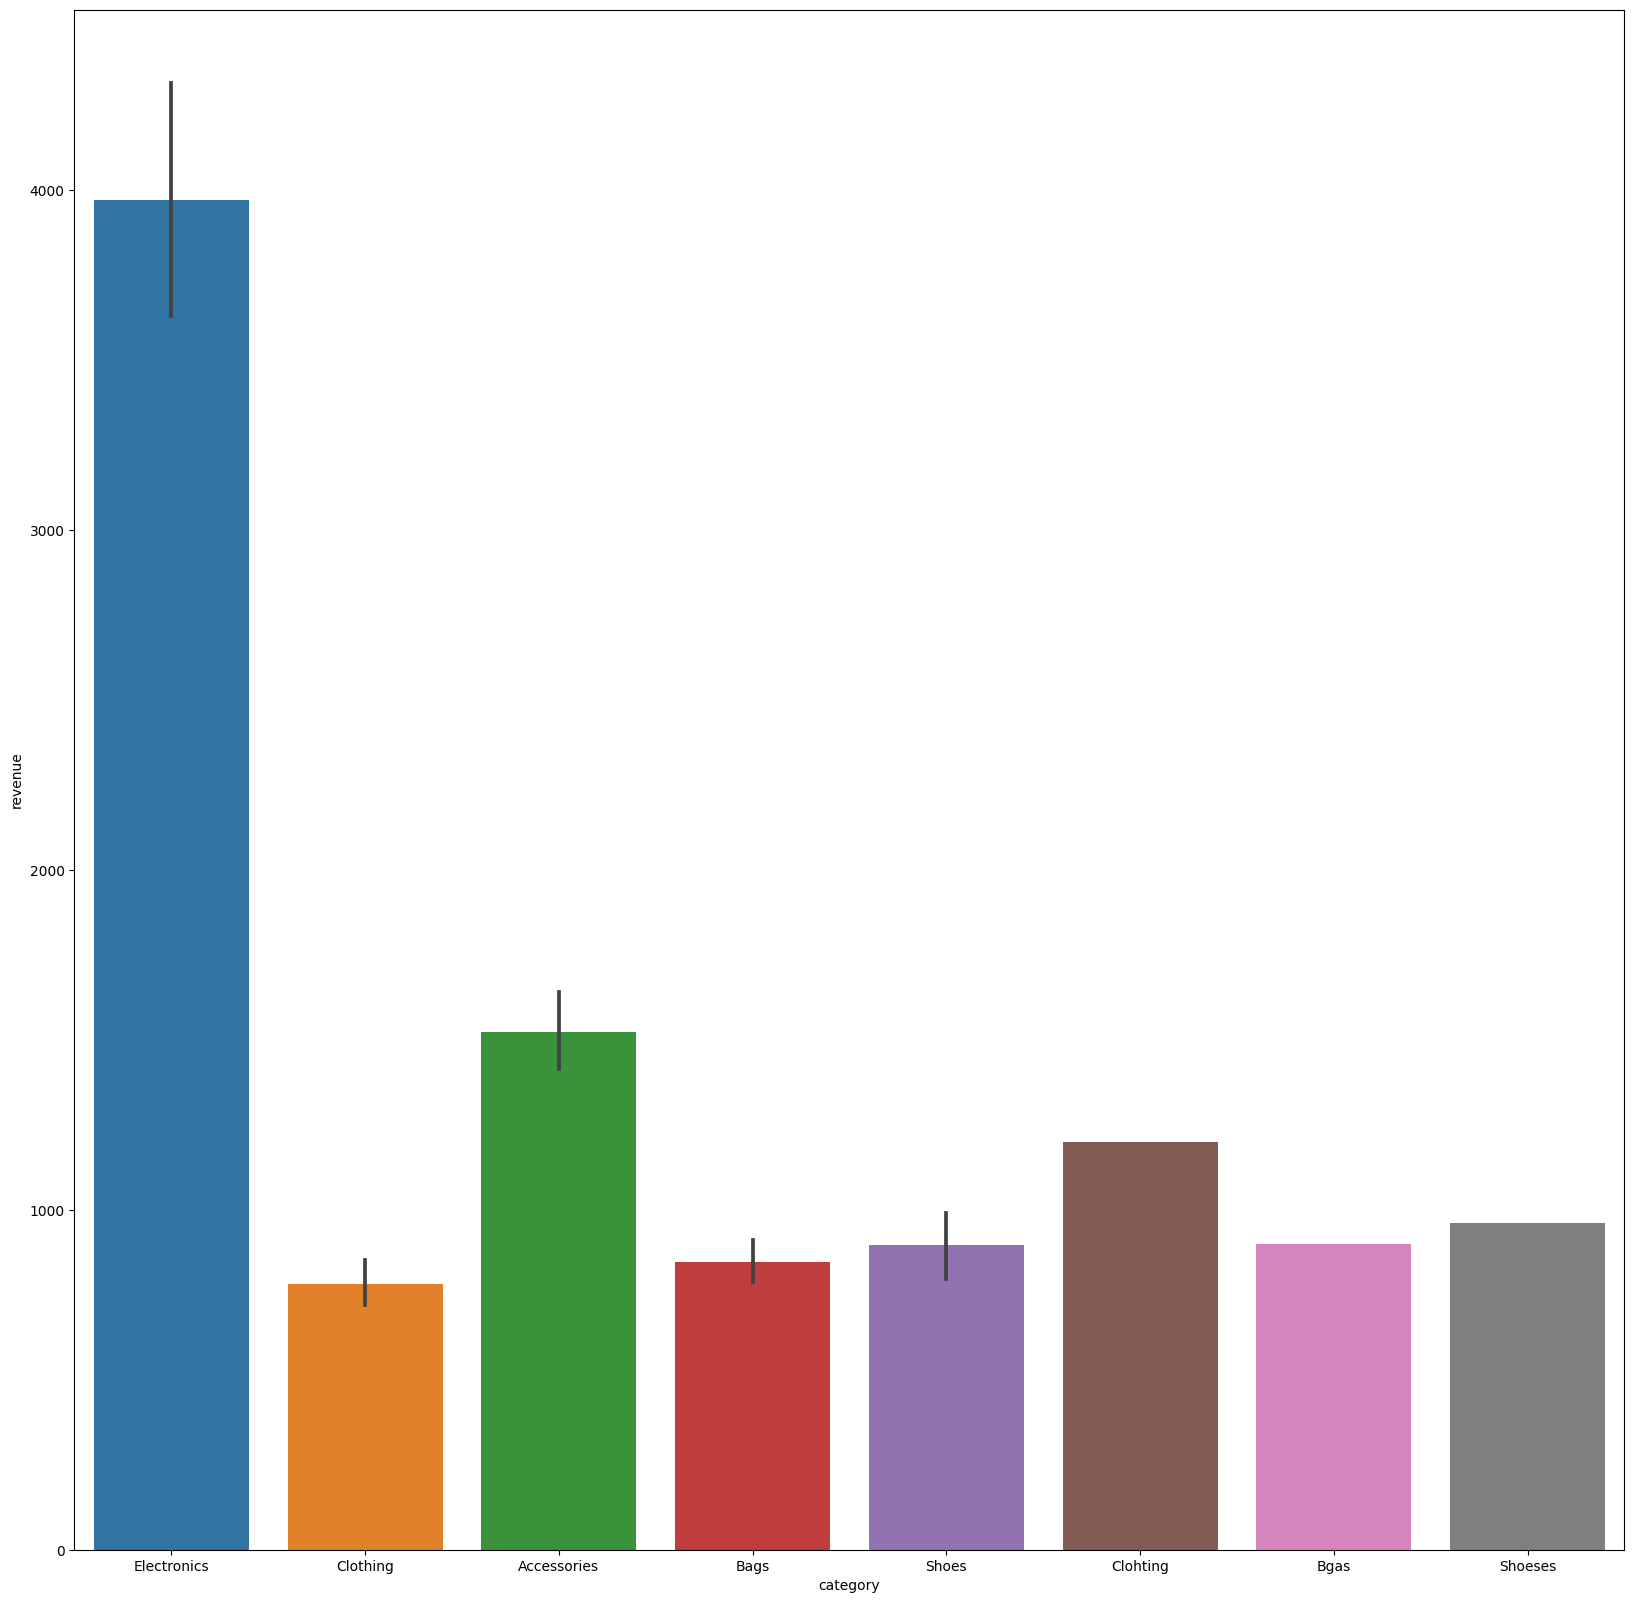 4000
3000
2000
1000
0
revenue
Electronics Clothing Accessories Bags Shoes Clohting Bgas Shoeses
category